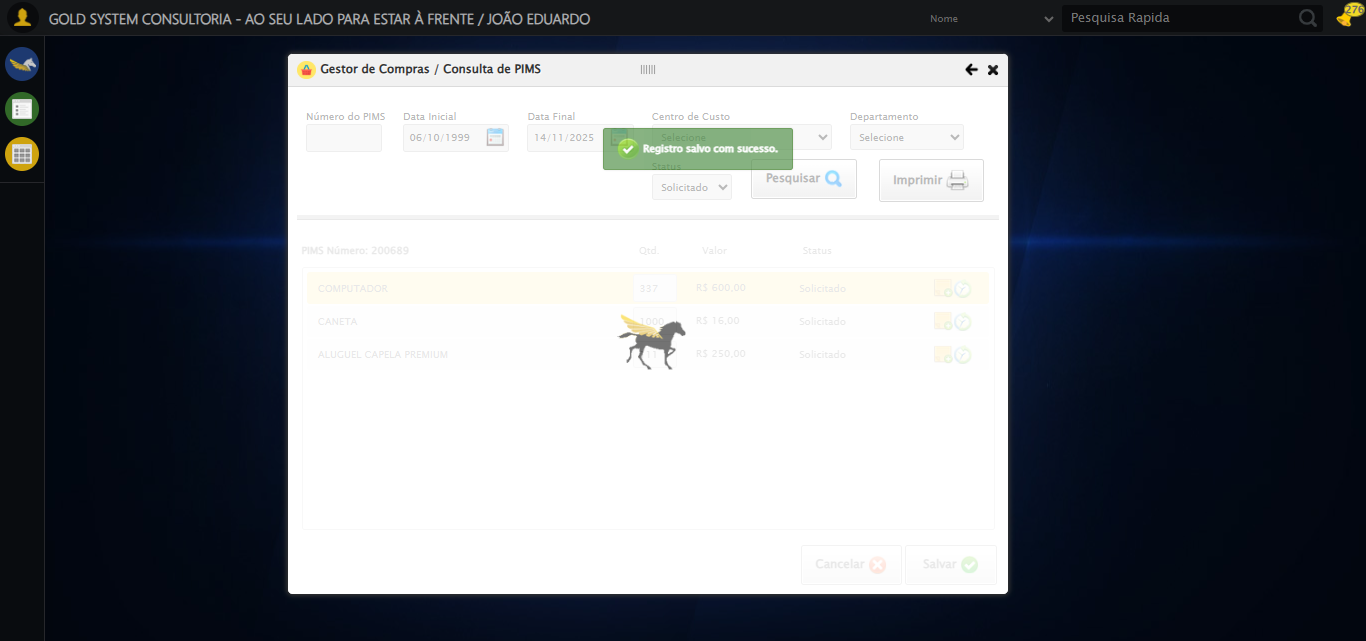 GOLD SYSTEM CONSULTORIA - AO SEU LADO PARA ESTAR À FRENTE / JOÃO EDUARDO
Nome
Pesquisa Rapida
276
Gestor de Compras / Consulta de PIMS
Número do PIMS
Data Inicial
Data Final
Centro de Custo
Departamento
06/10/1999
14/11/2025
Selecione
Selecione
Registro salvo com sucesso.
Status
Solicitado
Pesquisar
Imprimir
PIMS Número: 200689
Qtd.
Valor
Status
COMPUTADOR
337
R$ 600,00
Solicitado
CANETA
1000
R$ 16,00
Solicitado
ALUGUEL CAPELA PREMIUM
R$ 250,00
Solicitado
Cancelar
Salvar